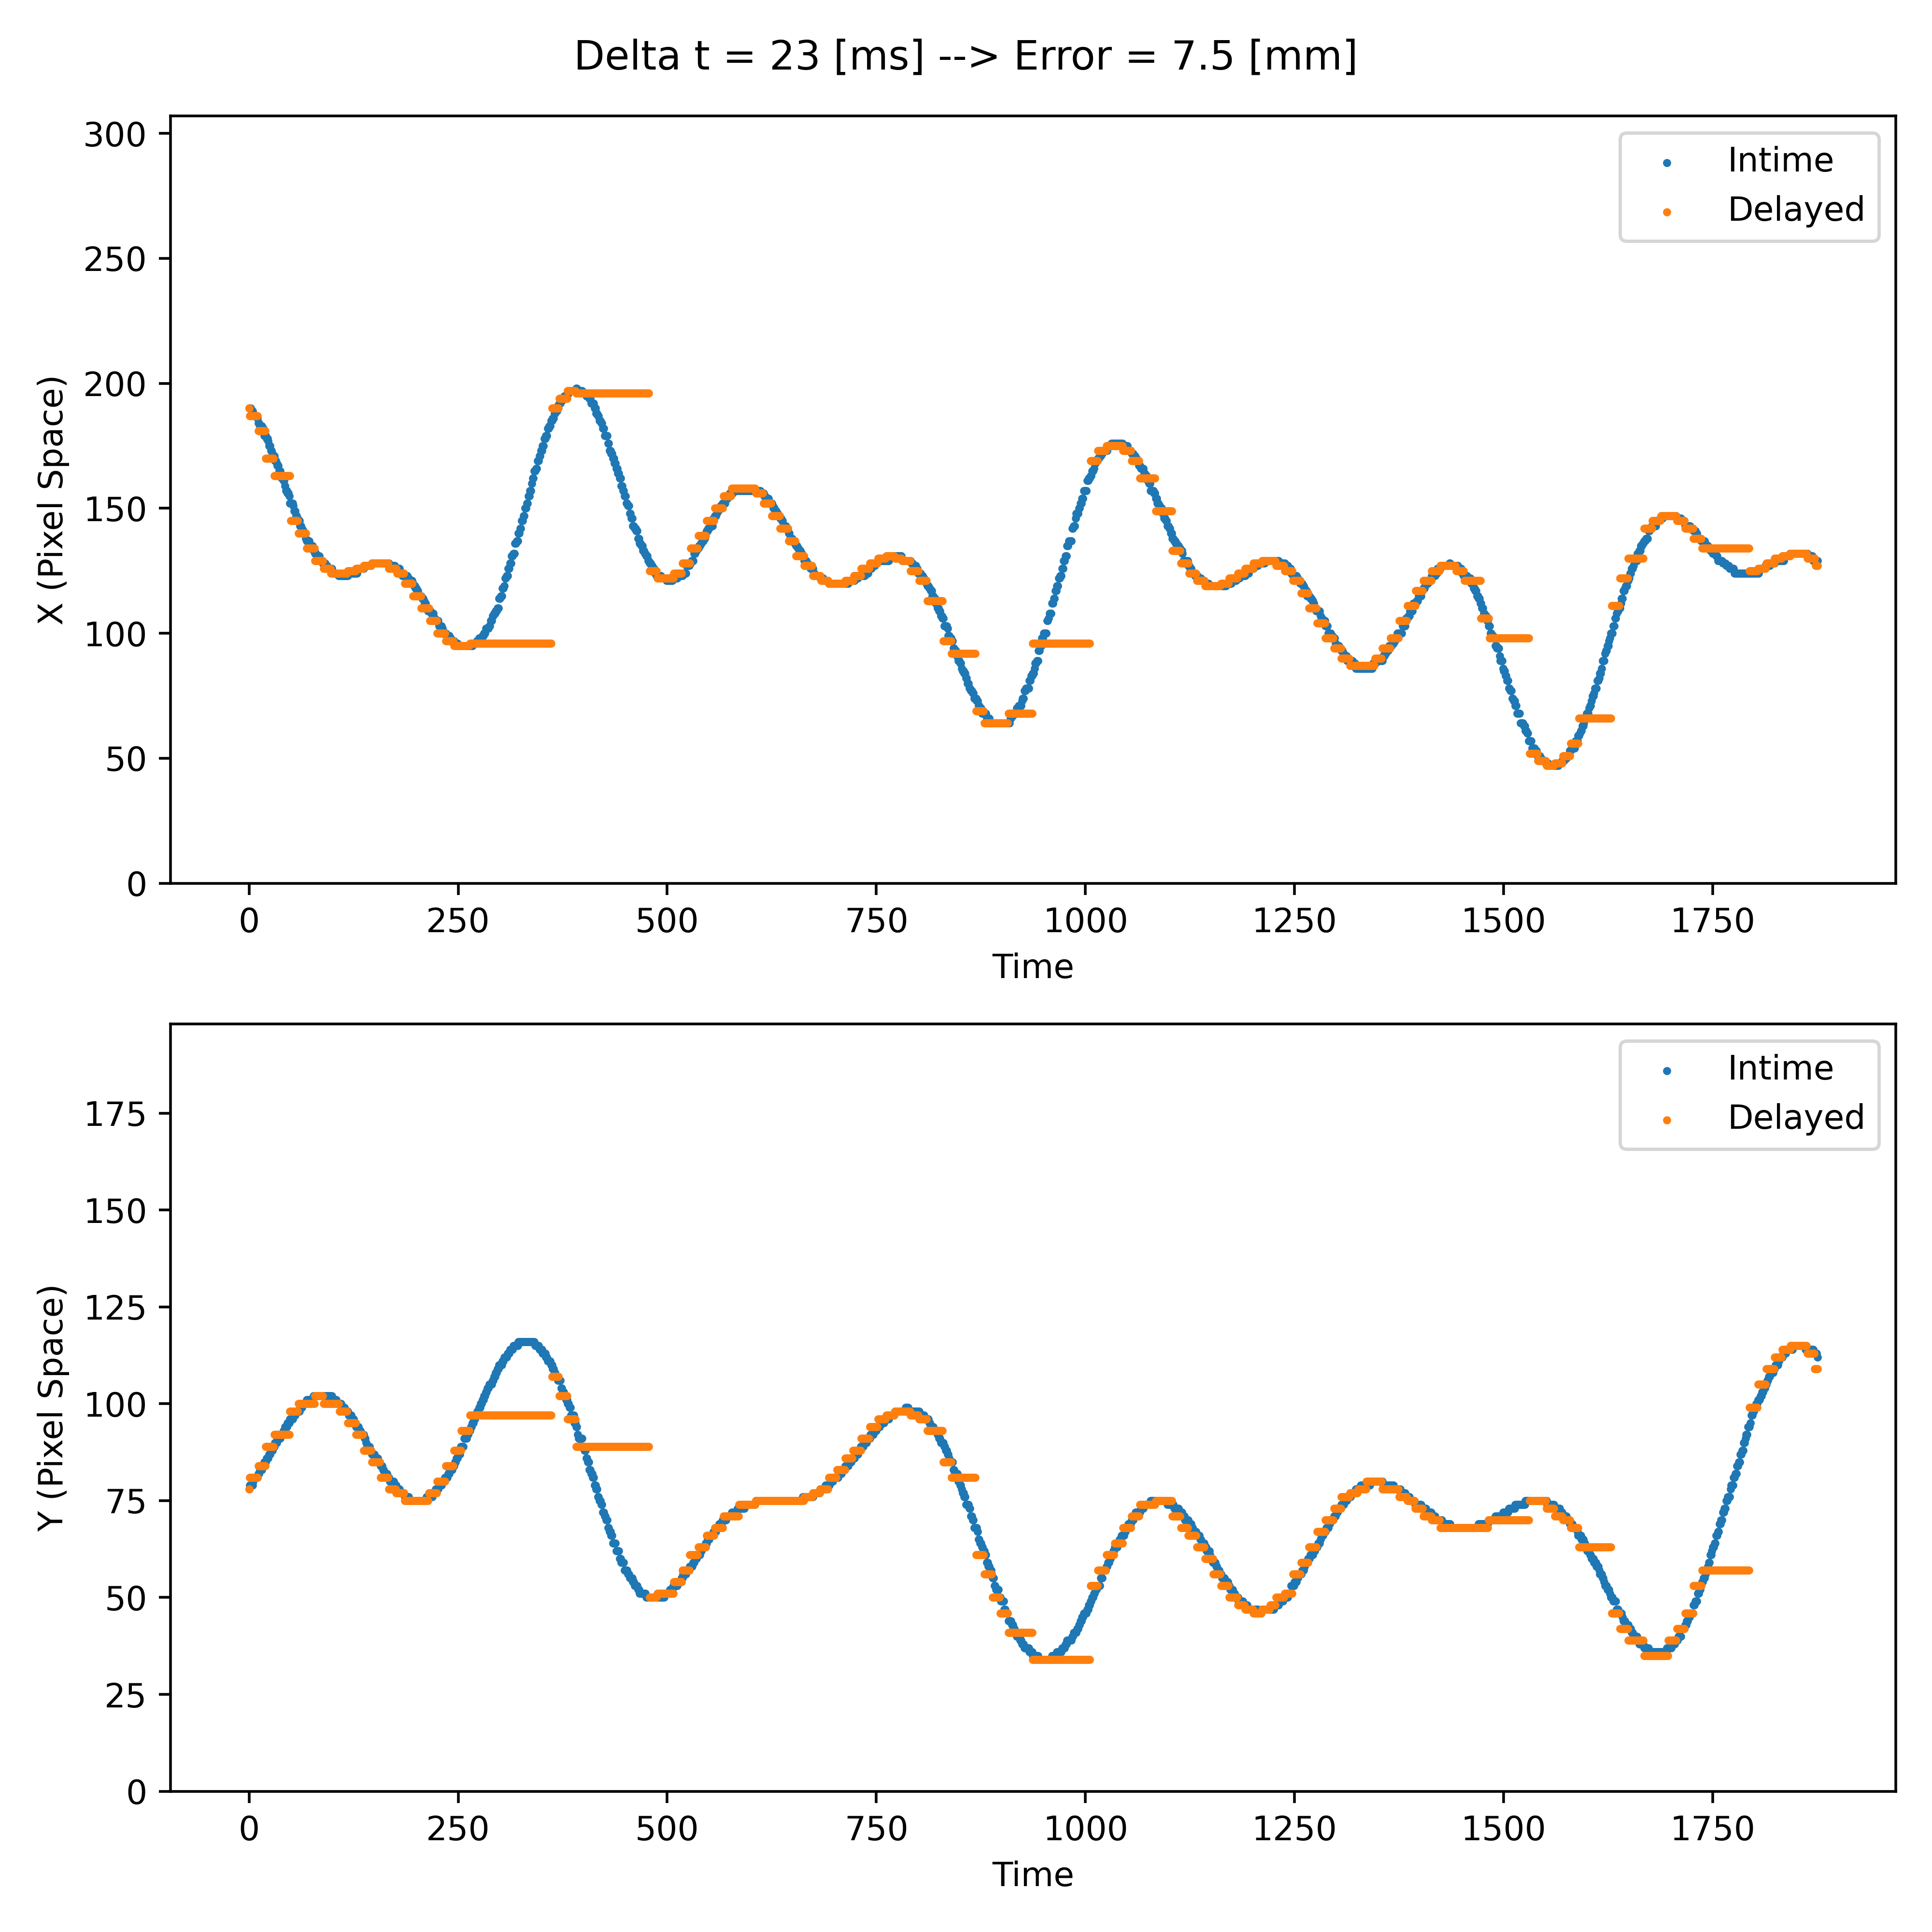 Delta t = 23 [ms] --> Error = 7.5 [mm]
300
250
200
150
100
50
0
X (Pixel Space)
Intime
Delayed
0 250 500 750 1000 1250 1500 1750
Time
175
150
125
100
75
50
25
0
Y (Pixel Space)
Intime
Delayed
0 250 500 750 1000 1250 1500 1750
Time